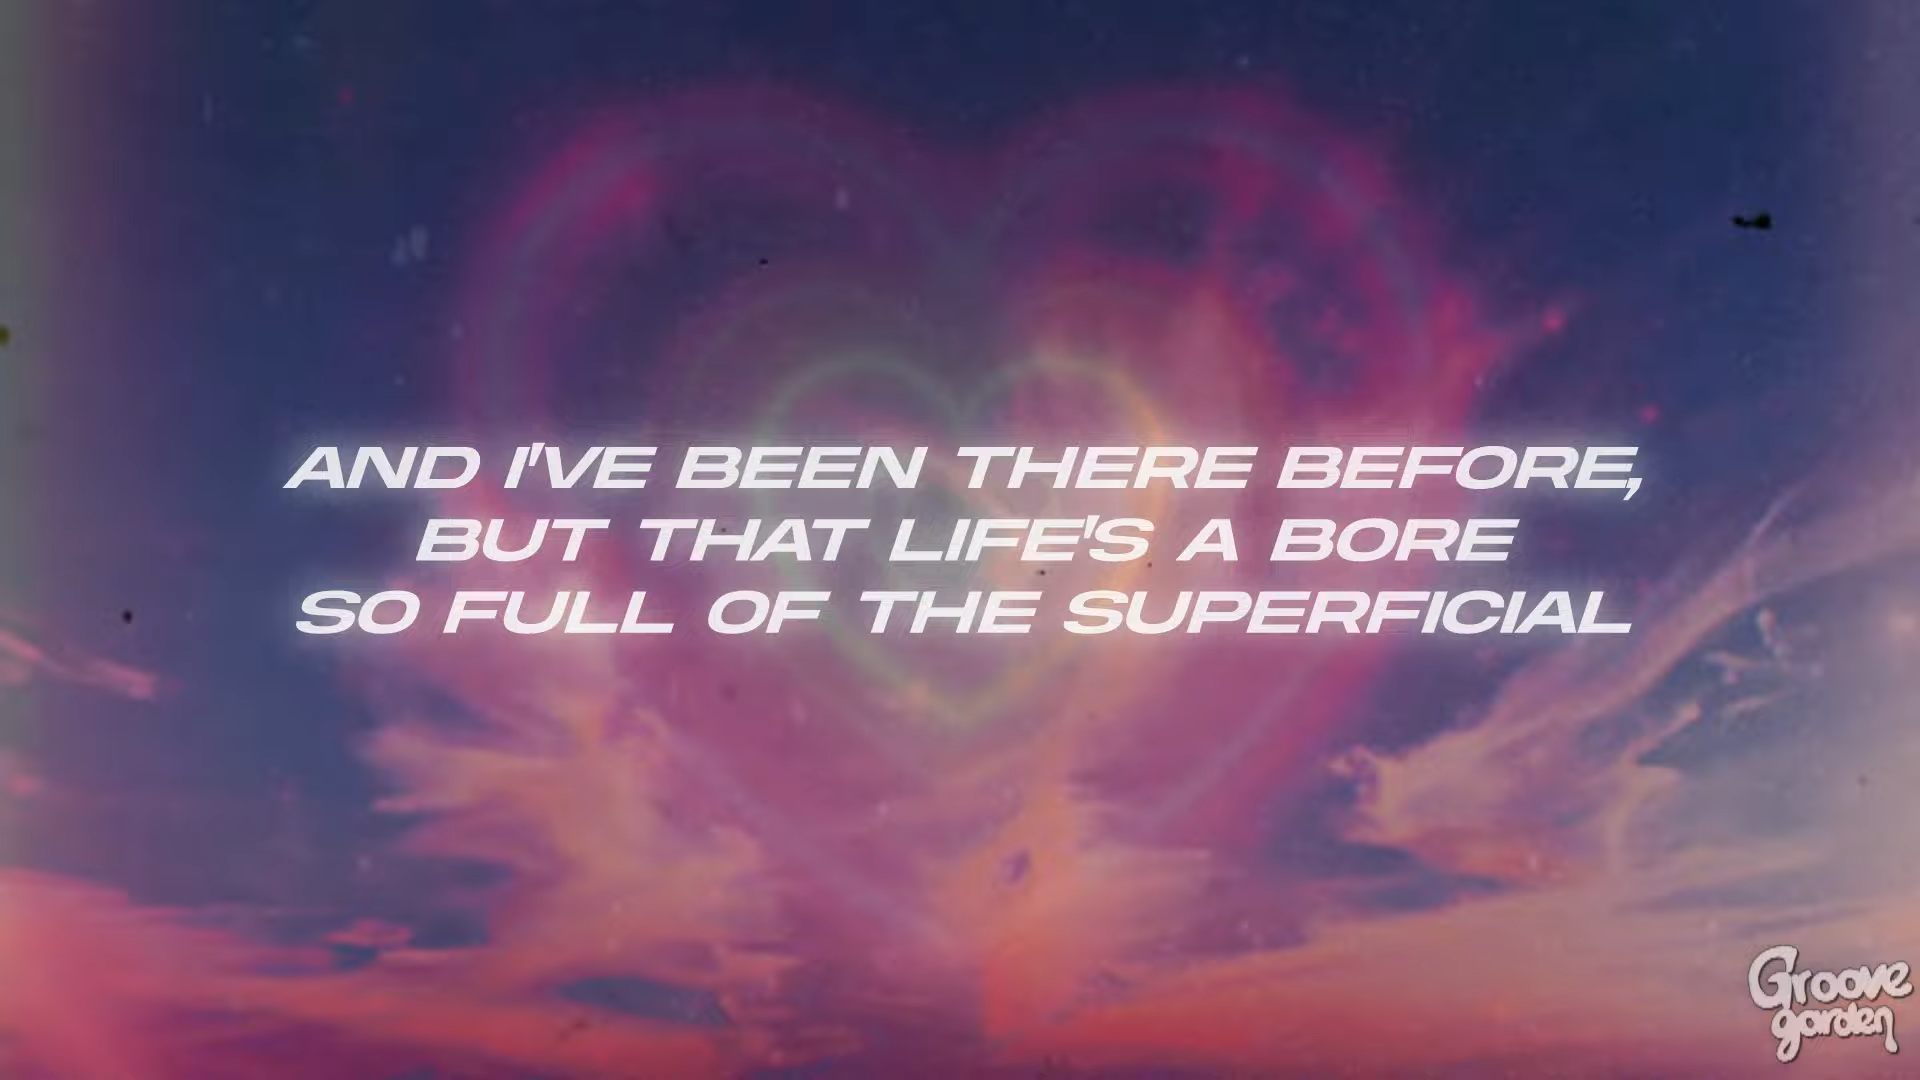 AND I'VE BEEN THERE BEFORE,
BUT THAT LIFE'S A BORE
SO FULL OF THE SUPERFICIAL
Groove
garden